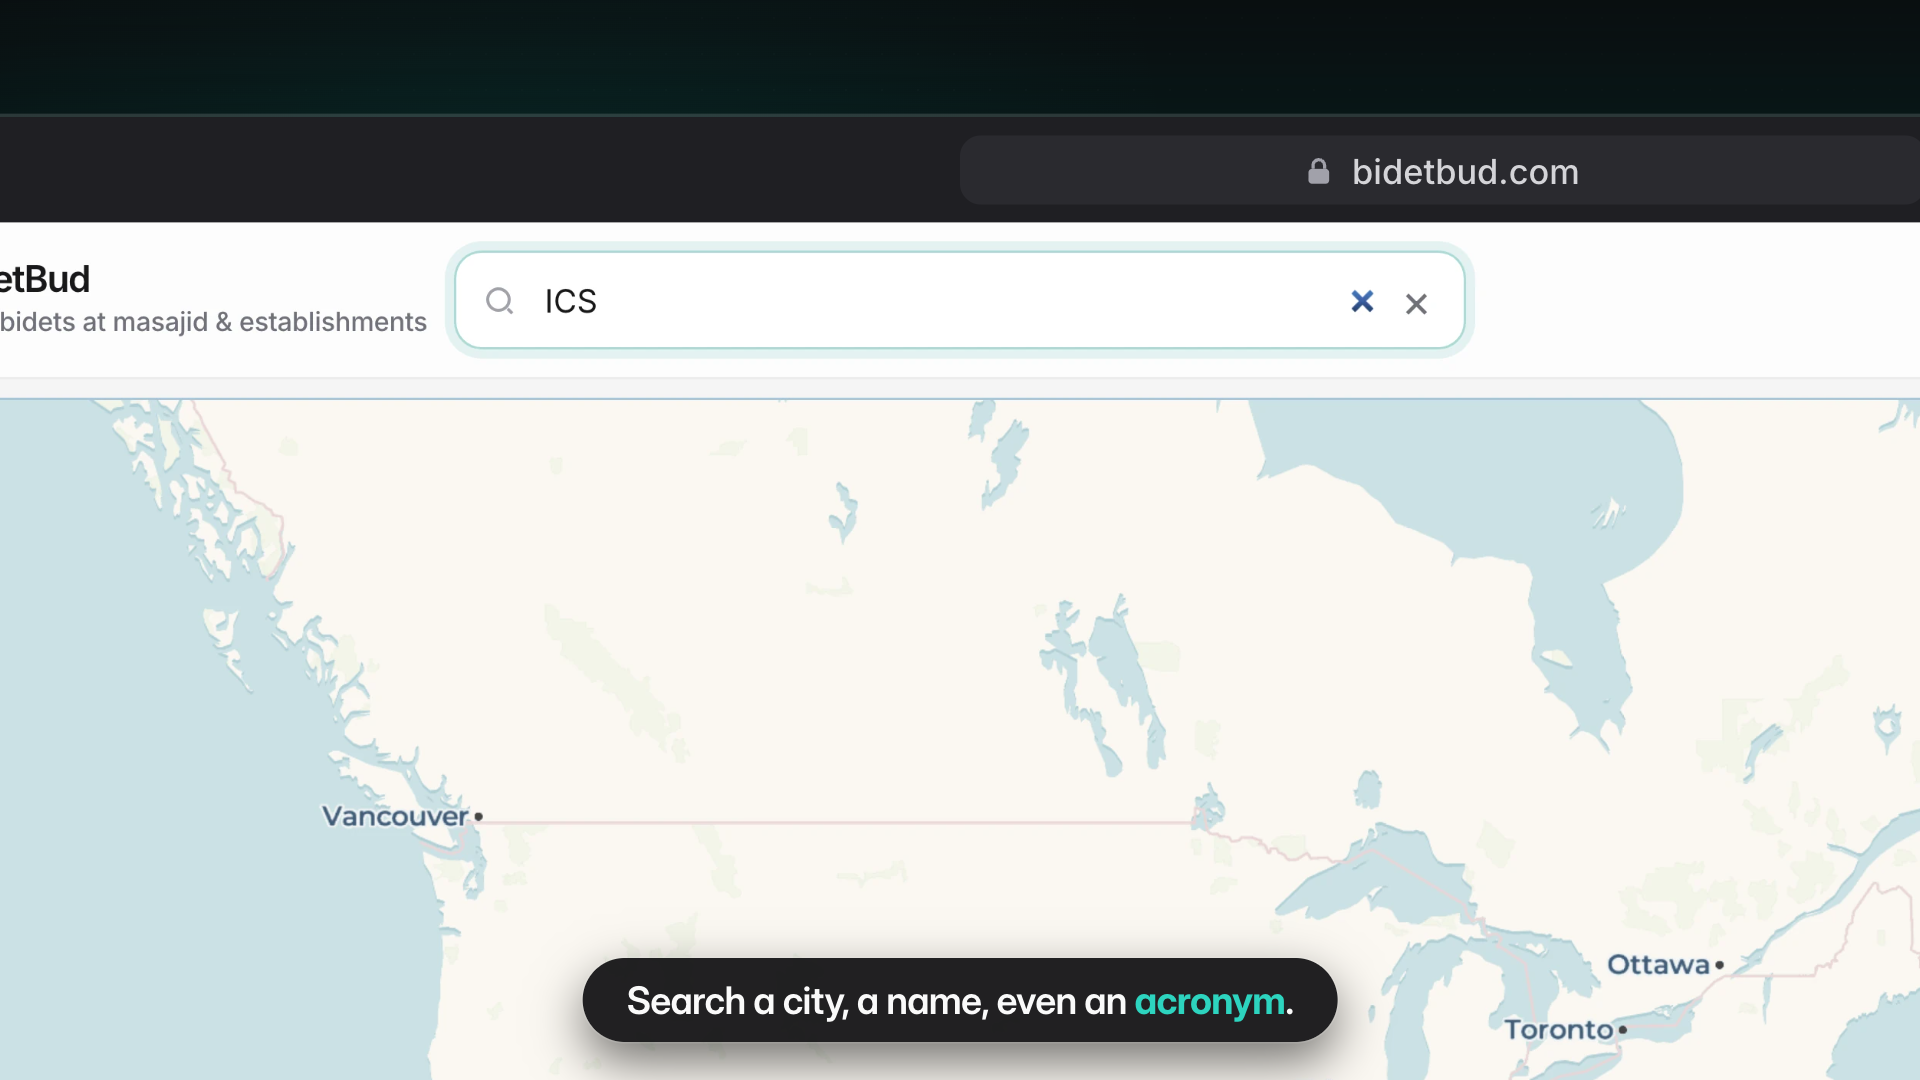 bidetbud.com
etBud
bidets at masajid & establishments
ICS
Vancouver
Ottawa
Toronto
Search a city, a name, even an acronym.